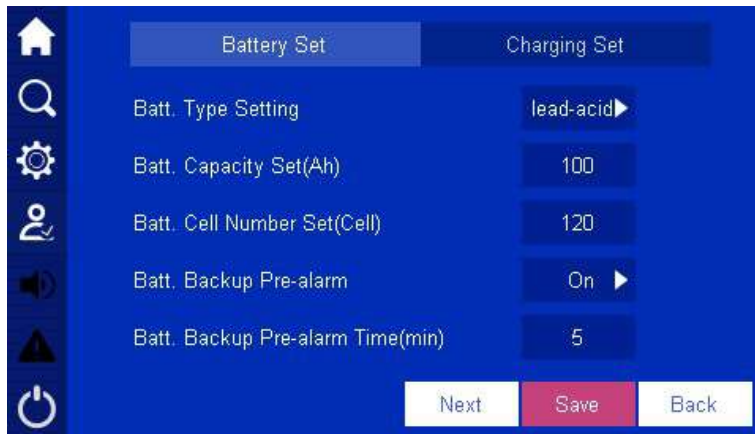 Battery Set Charging Set
Batt. Type Setting lead-acid
Batt. Capacity Set(Ah) 100
Batt. Cell Number Set(Cell) 120
Batt. Backup Pre-alarm On
Batt. Backup Pre-alarm Time(min) 5
Next Save Back